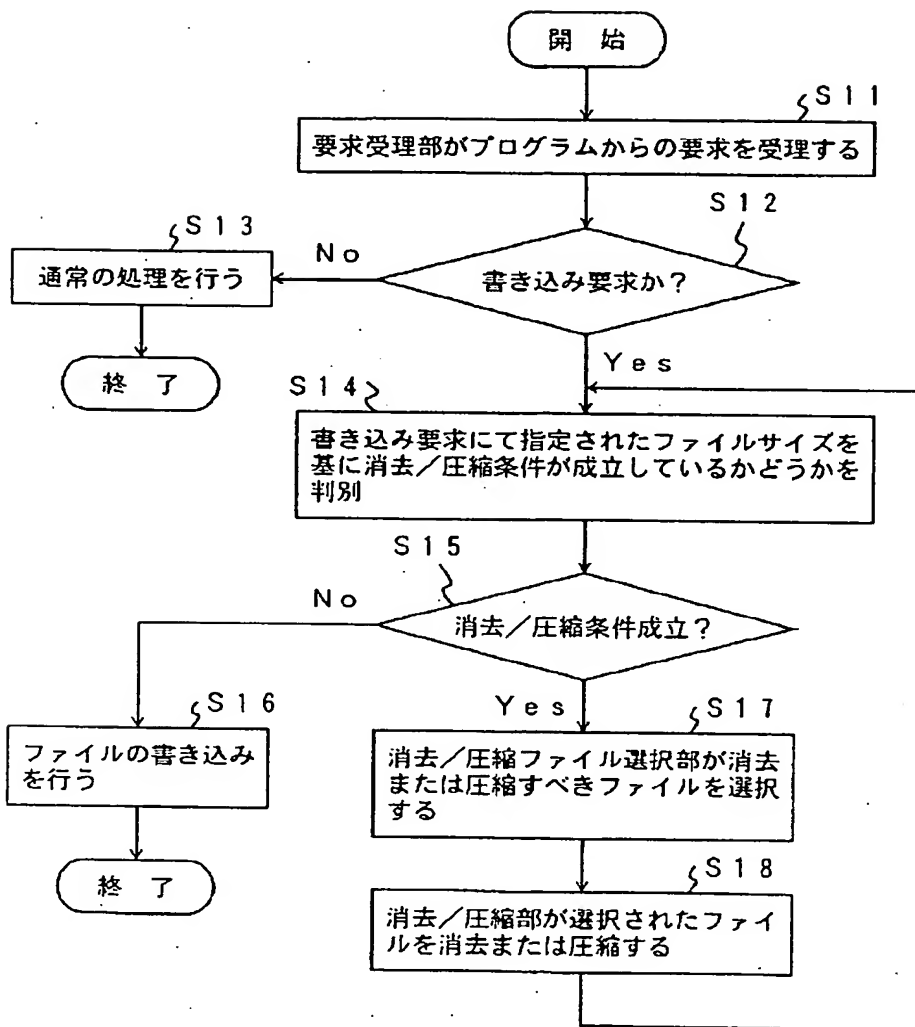 開 始
S11
要求受理部がプログラムからの要求を受理する
S12
書き込み要求か?
No
S13
通常の処理を行う
終 了
Yes
S14
書き込み要求にて指定されたファイルサイズを
基に消去/圧縮条件が成立しているかどうかを
判別
S15
消去/圧縮条件成立?
No
S16
ファイルの書き込み
を行う
終 了
Yes
S17
消去/圧縮ファイル選択部が消去
または圧縮すべきファイルを選択
する
S18
消去/圧縮部が選択されたファイ
ルを消去または圧縮する